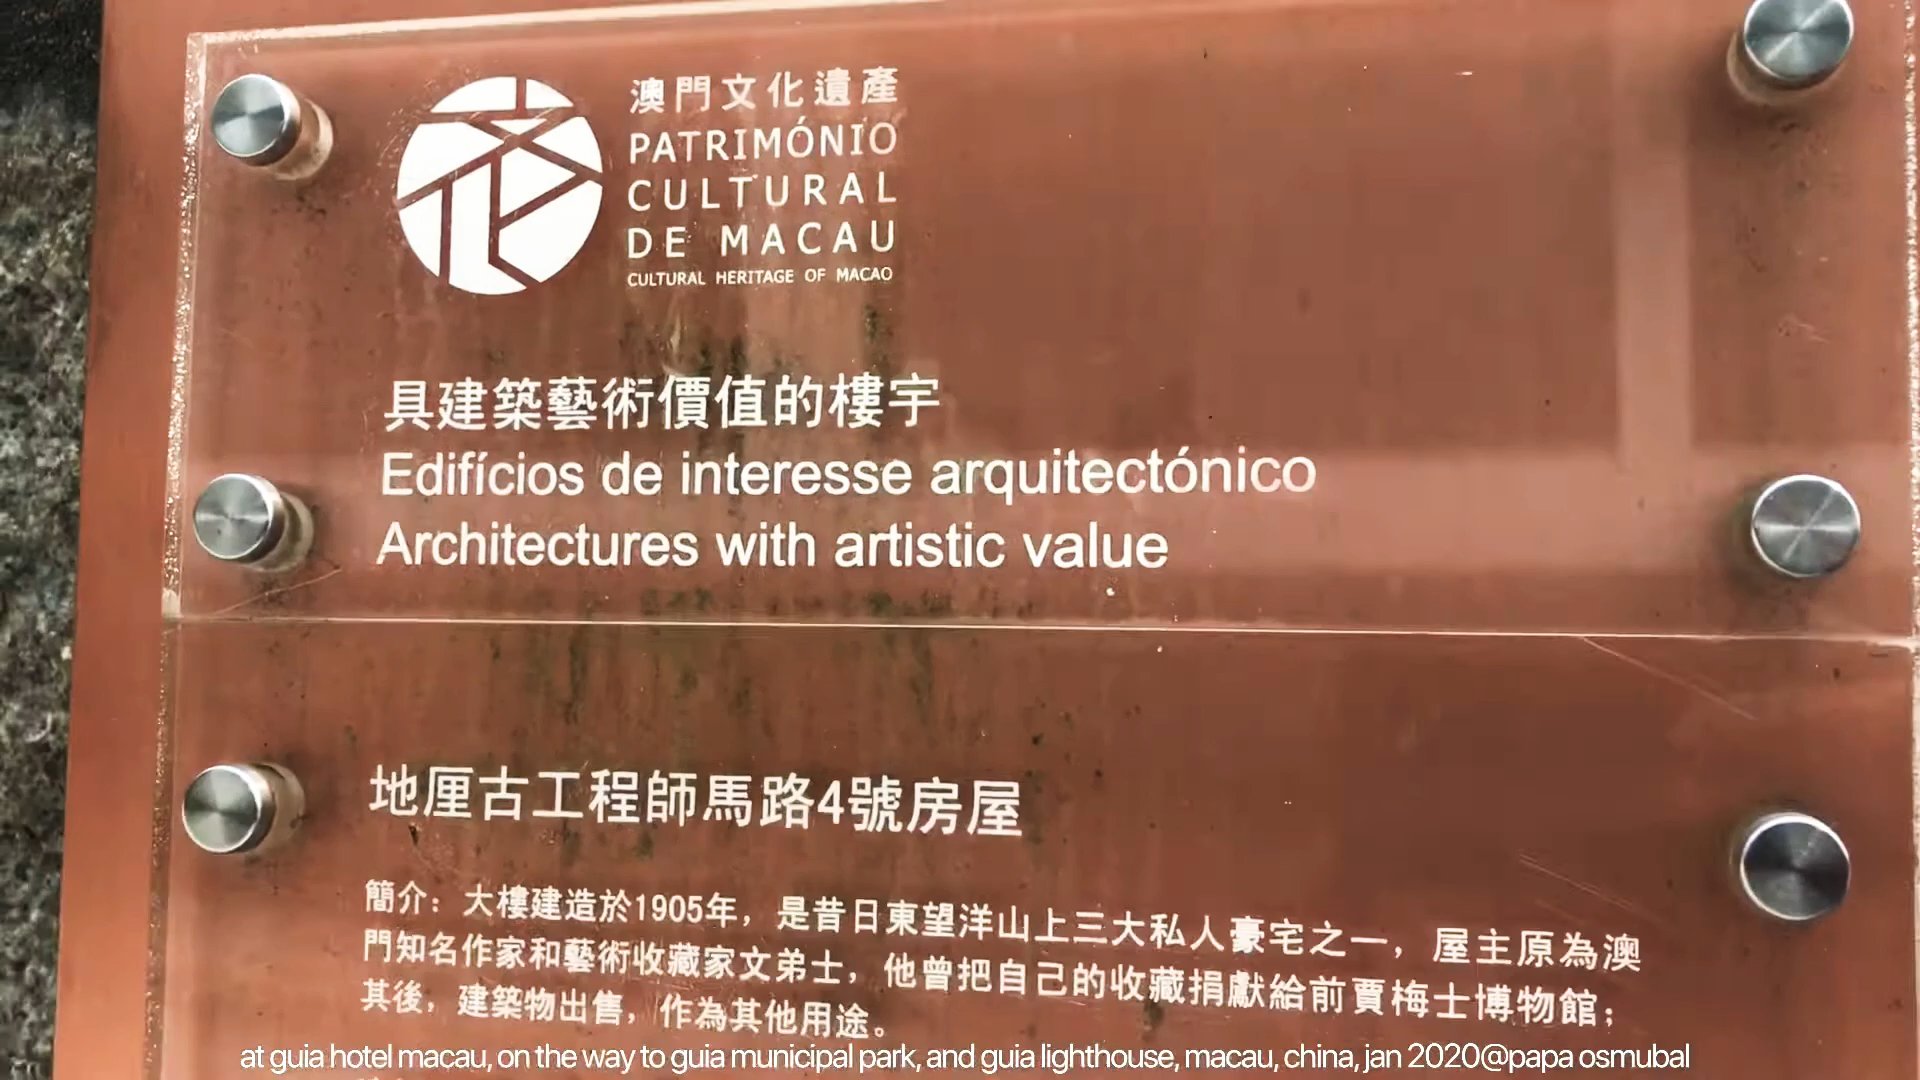 澳門文化遺產
PATRIMÓNIO
CULTURAL
DE MACAU
CULTURAL HERITAGE OF MACAO
具建築藝術價值的樓宇
Edifícios de interesse arquitectónico
Architectures with artistic value
地厘古工程師馬路4號房屋
簡介：大樓建造於1905年，是昔日東望洋山上三大私人豪宅之一，屋主原為澳
門知名作家和藝術收藏家文弟士，他曾把自己的收藏捐獻給前賈梅士博物館；
其後，建築物出售，作為其他用途。
at guia hotel macau, on the way to guia municipal park, and guia lighthouse, macau, china, jan 2020@papa osmubal